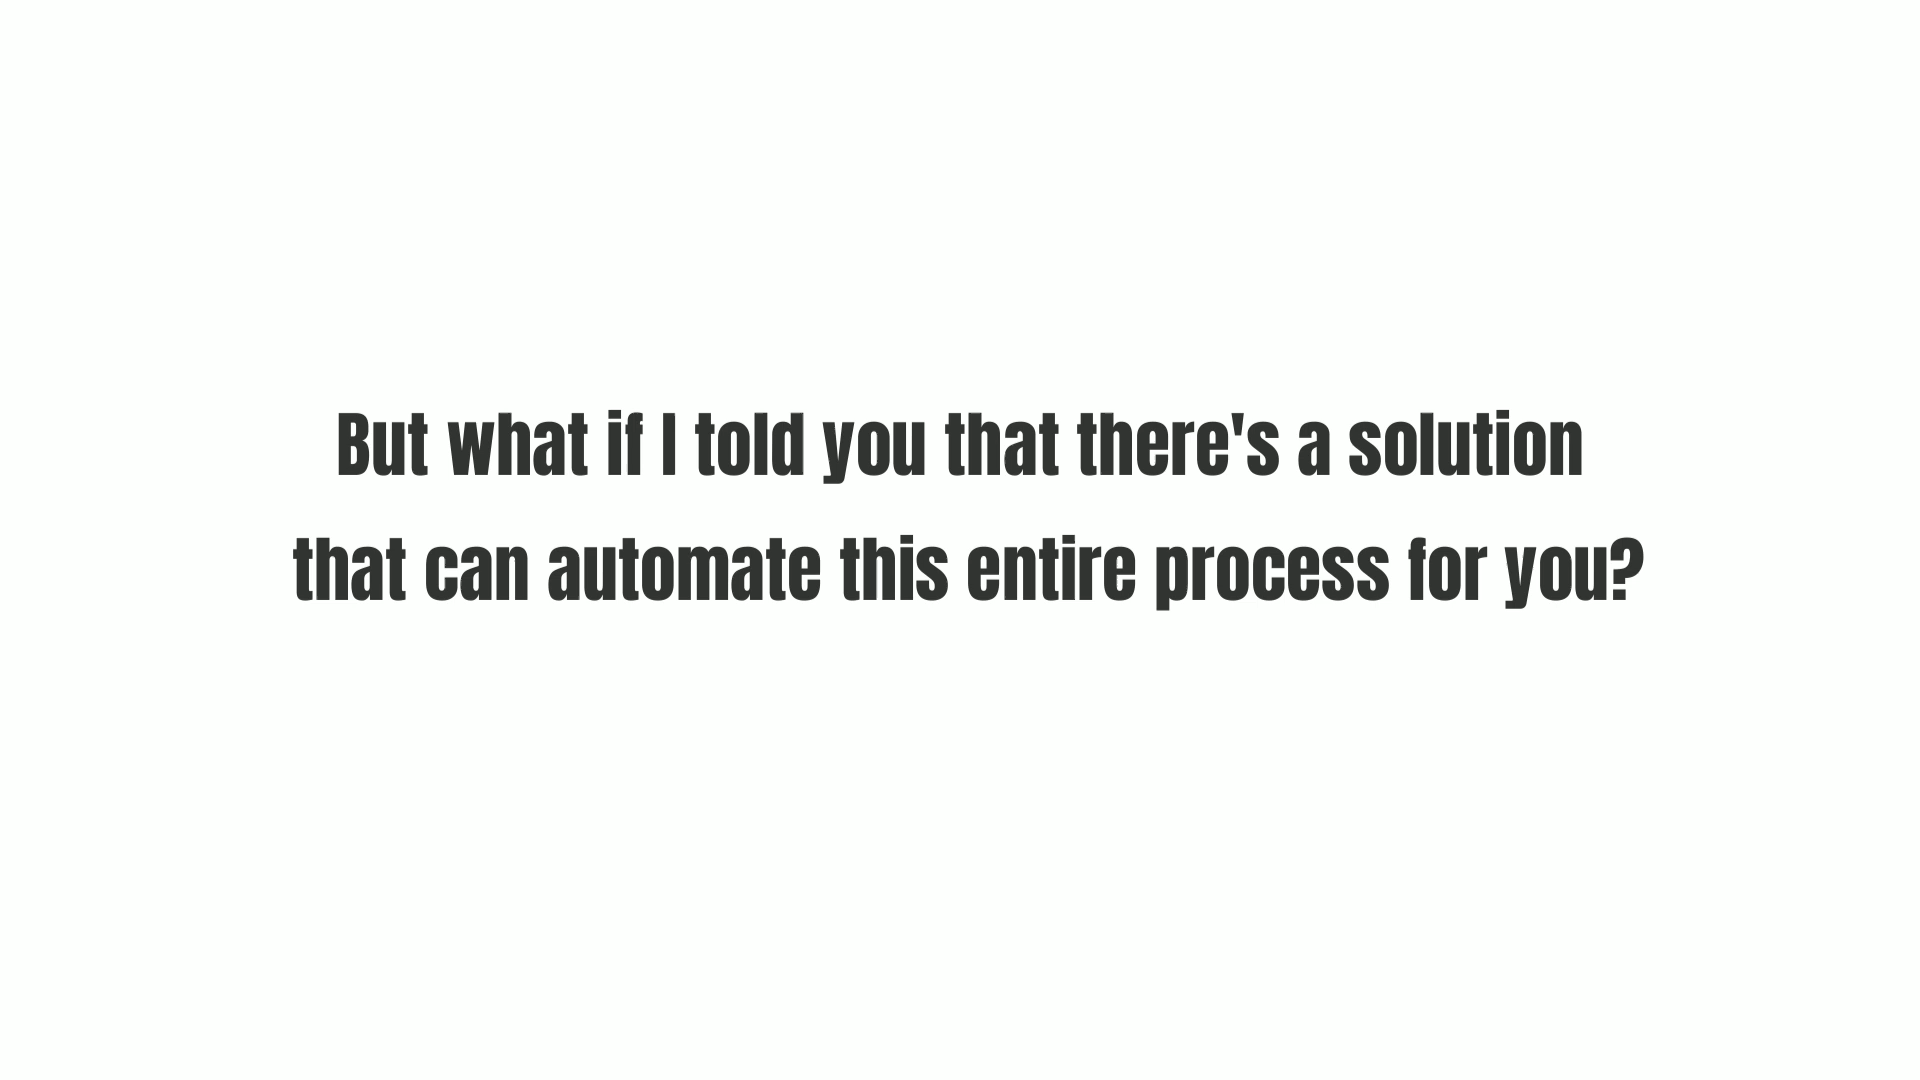 But what if I told you that there's a solution
that can automate this entire process for you?